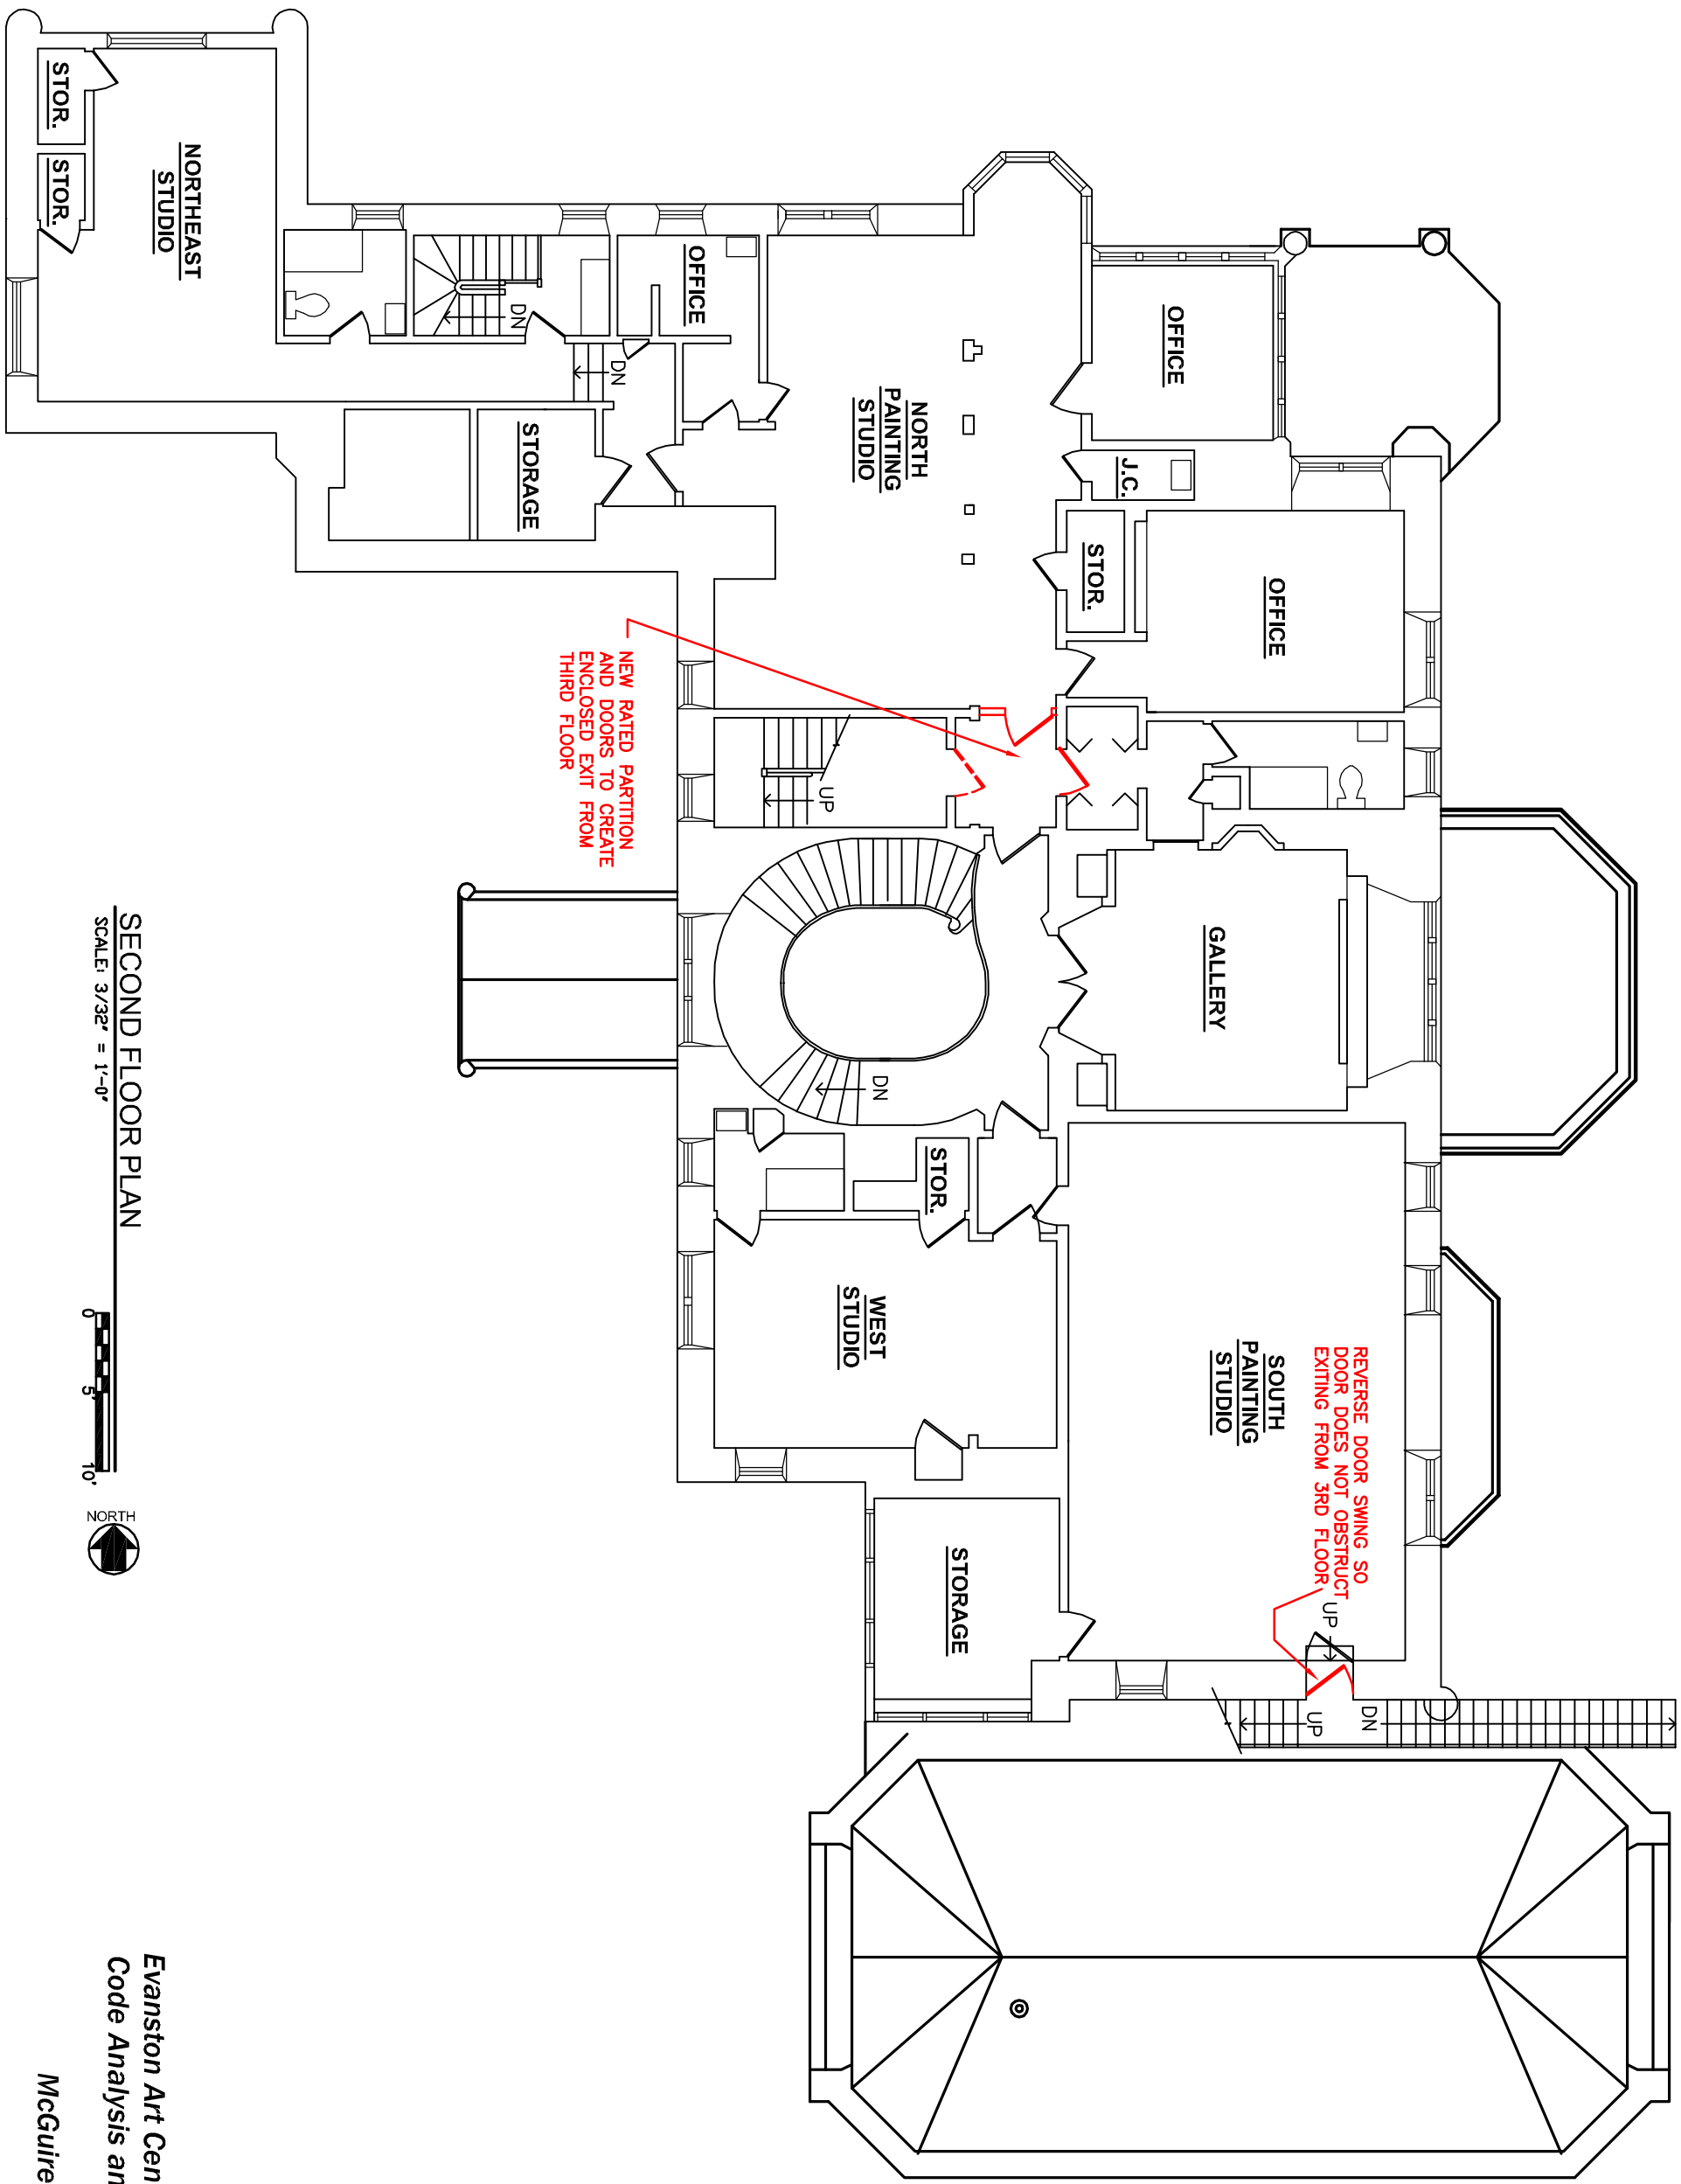 STOR.
STOR.
NORTHEAST
STUDIO
DN
DN
OFFICE
STORAGE
NORTH
PAINTING
STUDIO
OFFICE
J.C.
STOR.
OFFICE
NEW RATED PARTITION
AND DOORS TO CREATE
ENCLOSED EXIT FROM
THIRD FLOOR
UP
GALLERY
DN
STOR.
WEST
STUDIO
SOUTH
PAINTING
STUDIO
REVERSE DOOR SWING SO
DOOR DOES NOT OBSTRUCT
EXITING FROM 3RD FLOOR
UP
STORAGE
UP
DN
SECOND FLOOR PLAN
SCALE: 3/32" = 1'-0"
0 5' 10'
NORTH
Evanston Art Cen
Code Analysis an
McGuire